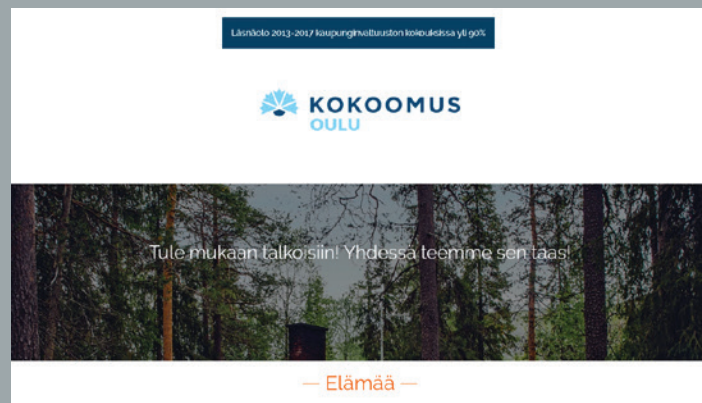 Läsnäolo 2013-2017 kaupunginvaltuuston kokouksissa yli 90%
KOKOOMUS
OULU
Tule mukaan talkoisiin! Yhdessä teemme sen taas!
— Elämää —